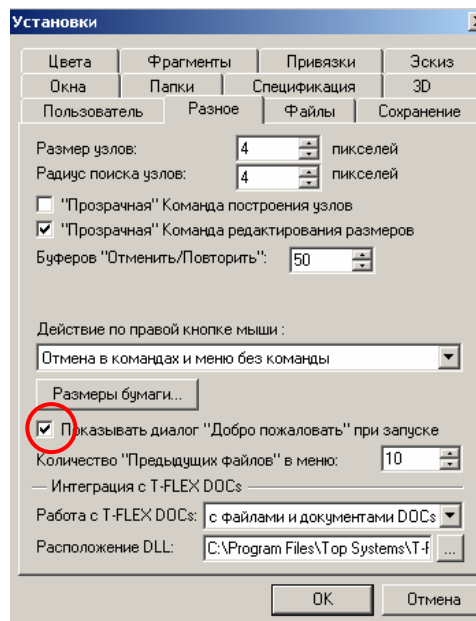 Установки
Цвета Фрагменты Привязки Эскиз
Окна Папки Спецификация 3D
Пользователь Разное Файлы Сохранение
Размер узлов: 4 пикселей
Радиус поиска узлов: 4 пикселей
"Прозрачная" Команда построения узлов
"Прозрачная" Команда редактирования размеров
Буферов "Отменить/Повторить": 50
Действие по правой кнопке мыши :
Отмена в командах и меню без команды
Размеры бумаги...
Показывать диалог "Добро пожаловать" при запуске
Количество "Предыдущих файлов" в меню: 10
Интеграция с T-FLEX DOCs
Работа с T-FLEX DOCs: с файлами и документами DOCs
Расположение DLL: C:\Program Files\Top Systems\T-F ...
OK Отмена